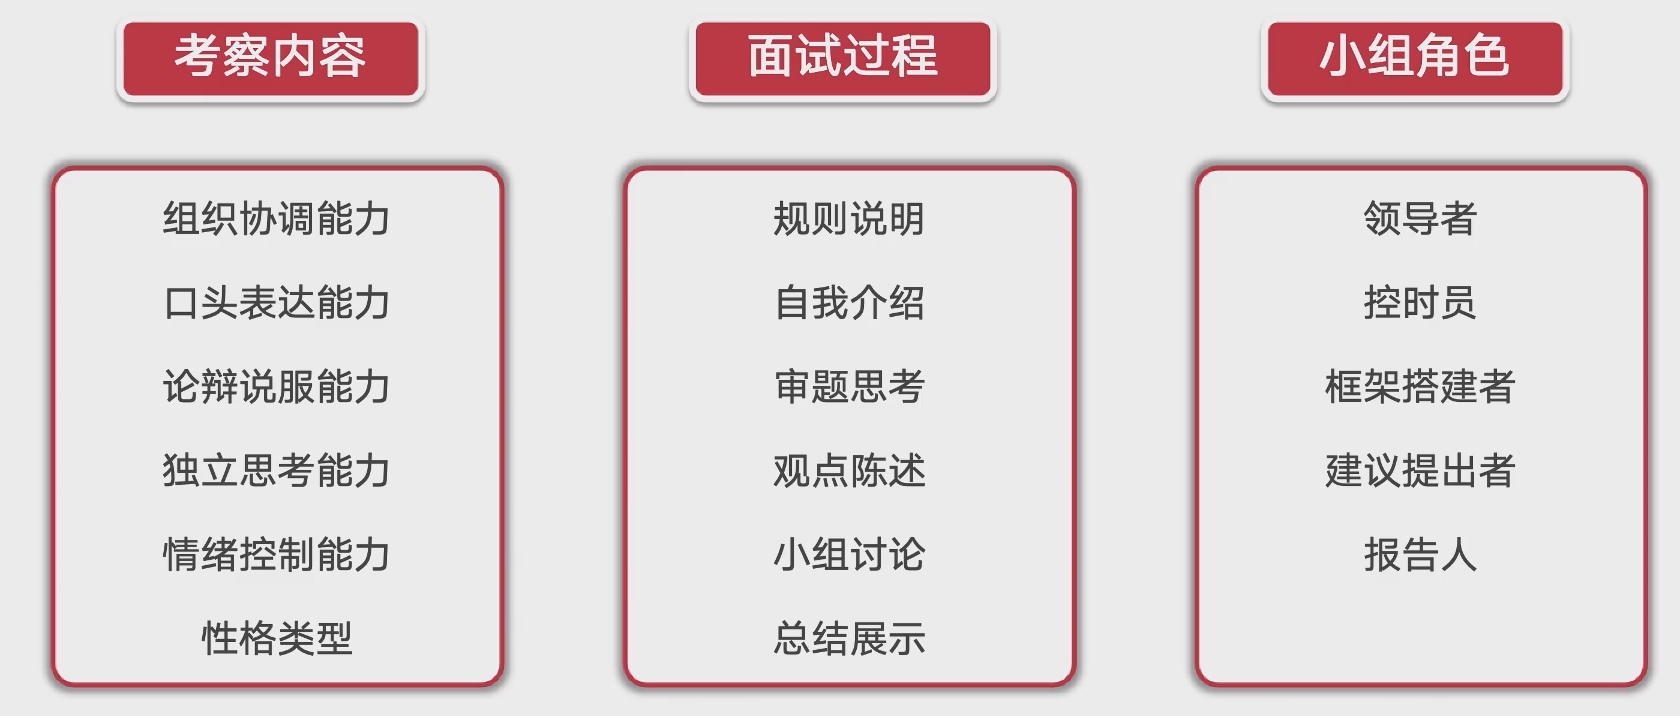 考察内容
组织协调能力
口头表达能力
论辩说服能力
独立思考能力
情绪控制能力
性格类型
面试过程
规则说明
自我介绍
审题思考
观点陈述
小组讨论
总结展示
小组角色
领导者
控时员
框架搭建者
建议提出者
报告人